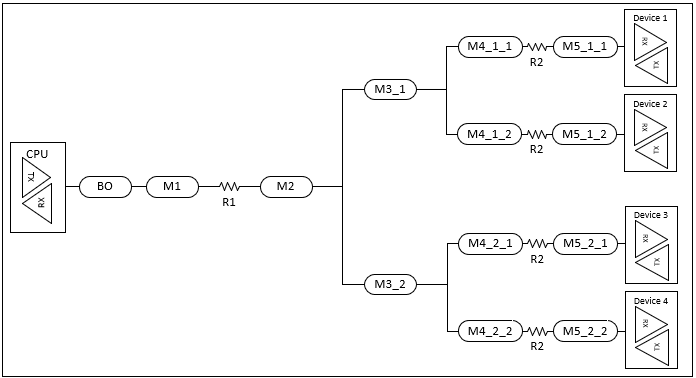 Device 1
RX
TX
M4_1_1
R2
M5_1_1
M3_1
Device 2
RX
TX
M4_1_2
R2
M5_1_2
CPU
TX
RX
BO
M1
R1
M2
Device 3
RX
TX
M4_2_1
R2
M5_2_1
M3_2
Device 4
RX
TX
M4_2_2
R2
M5_2_2